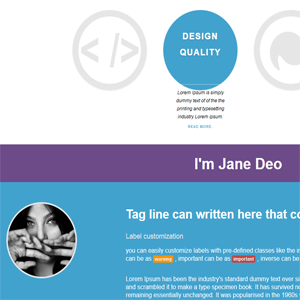 </>
DESIGN
QUALITY
Lorem Ipsum is simply
dummy text of the the
printing and typesetting
industry Lorem Ipsum.
READ MORE
I'm Jane Deo
Tag line can written here that co
Label customization
you can easily customize labels with pre-defined classes like the
can be as warning , important can be as important , inverse can be
Lorem Ipsum has been the industry's standard dummy text ever si
and scrambled it to make a type specimen book. It has survived n
remaining essentially unchanged. It was popularised in the 1960s